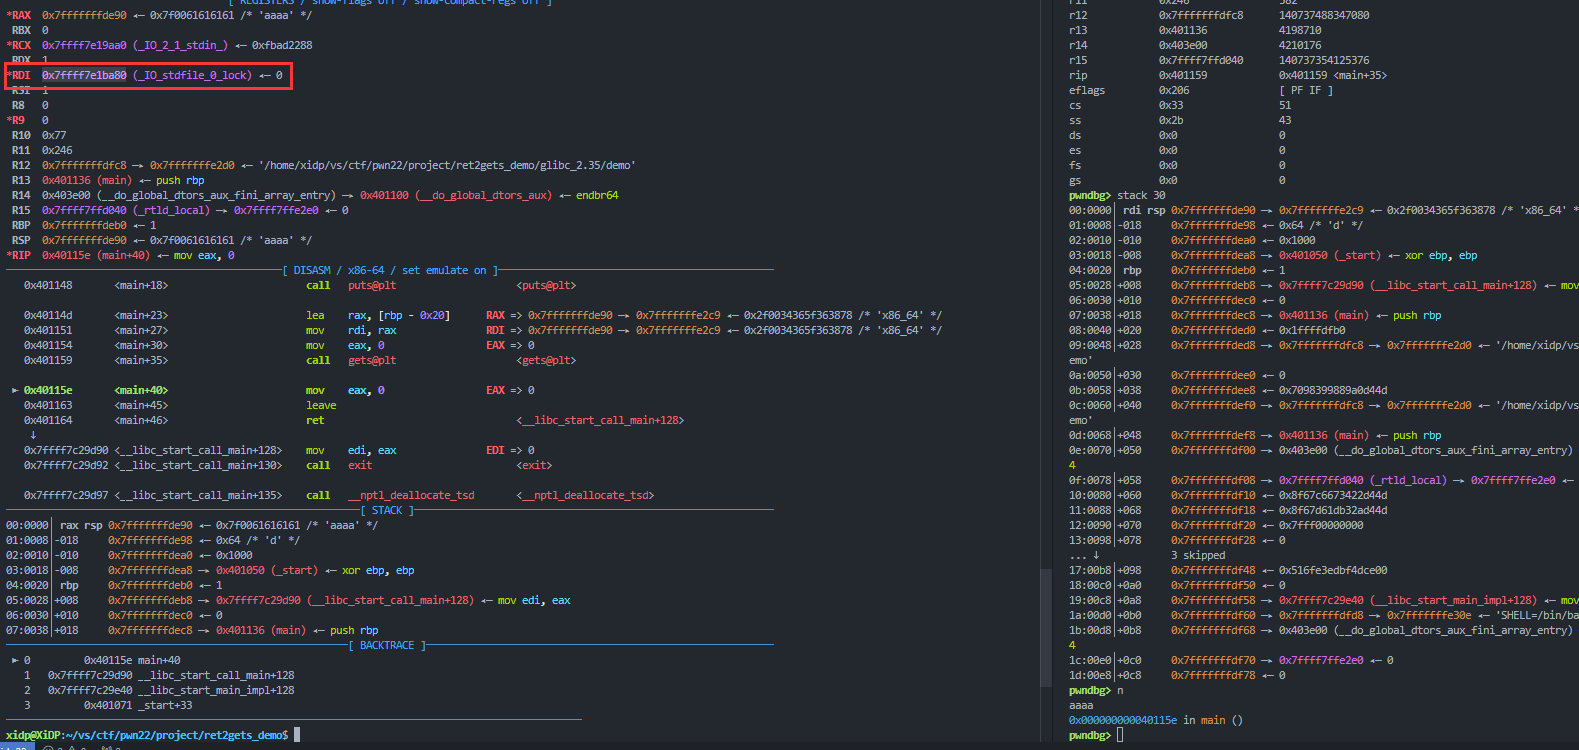 [ REGISTERS / show-flags off / show-compact-regs off ]
*RAX  0x7fffffffde90 ◂— 0x7f0061616161 /* 'aaaa' */
 RBX  0
*RCX  0x7ffff7e19aa0 (_IO_2_1_stdin_) ◂— 0xfbad2288
 RDX  1
*RDI  0x7ffff7e1ba80 (_IO_stdfile_0_lock) ◂— 0
 RSI  1
 R8   0
*R9   0
 R10  0x77
 R11  0x246
 R12  0x7fffffffdfc8 —▸ 0x7fffffffe2d0 ◂— '/home/xidp/vs/ctf/pwn22/project/ret2gets_demo/glibc_2.35/demo'
 R13  0x401136 (main) ◂— push rbp
 R14  0x403e00 (__do_global_dtors_aux_fini_array_entry) —▸ 0x401100 (__do_global_dtors_aux) ◂— endbr64
 R15  0x7ffff7ffd040 (_rtld_local) —▸ 0x7ffff7ffe2e0 ◂— 0
 RBP  0x7fffffffdeb0 ◂— 1
 RSP  0x7fffffffde90 ◂— 0x7f0061616161 /* 'aaaa' */
*RIP  0x40115e (main+40) ◂— mov eax, 0
[ DISASM / x86-64 / set emulate on ]
0x401148       <main+18>                       call   puts@plt                    <puts@plt>
0x40114d       <main+23>                       lea    rax, [rbp - 0x20]     RAX => 0x7fffffffde90 —▸ 0x7fffffffe2c9 ◂— 0x2f0034365f363878 /* 'x86_64' */
0x401151       <main+27>                       mov    rdi, rax              RDI => 0x7fffffffde90 —▸ 0x7fffffffe2c9 ◂— 0x2f0034365f363878 /* 'x86_64' */
0x401154       <main+30>                       mov    eax, 0                EAX => 0
0x401159       <main+35>                       call   gets@plt                    <gets@plt>
► 0x40115e       <main+40>                       mov    eax, 0                EAX => 0
0x401163       <main+45>                       leave
0x401164       <main+46>                       ret                                <__libc_start_call_main+128>
↓
0x7ffff7c29d90 <__libc_start_call_main+128>    mov    edi, eax              EDI => 0
0x7ffff7c29d92 <__libc_start_call_main+130>    call   exit                        <exit>
0x7ffff7c29d97 <__libc_start_call_main+135>    call   __nptl_deallocate_tsd       <__nptl_deallocate_tsd>
[ STACK ]
00:0000│ rax rsp 0x7fffffffde90 ◂— 0x7f0061616161 /* 'aaaa' */
01:0008│-018     0x7fffffffde98 ◂— 0x64 /* 'd' */
02:0010│-010     0x7fffffffdea0 ◂— 0x1000
03:0018│-008     0x7fffffffdea8 —▸ 0x401050 (_start) ◂— xor ebp, ebp
04:0020│ rbp     0x7fffffffdeb0 ◂— 1
05:0028│+008     0x7fffffffdeb8 —▸ 0x7ffff7c29d90 (__libc_start_call_main+128) ◂— mov edi, eax
06:0030│+010     0x7fffffffdec0 ◂— 0
07:0038│+018     0x7fffffffdec8 —▸ 0x401136 (main) ◂— push rbp
[ BACKTRACE ]
► 0         0x40115e main+40
1   0x7ffff7c29d90 __libc_start_call_main+128
2   0x7ffff7c29e40 __libc_start_main_impl+128
3         0x401071 _start+33
xidp@XiDP:~/vs/ctf/pwn22/project/ret2gets_demo$
r11            0x246               582
r12            0x7fffffffdfc8      140737488347080
r13            0x401136            4198710
r14            0x403e00            4210176
r15            0x7ffff7ffd040      140737354125376
rip            0x401159            0x401159 <main+35>
eflags         0x206               [ PF IF ]
cs             0x33                51
ss             0x2b                43
ds             0x0                 0
es             0x0                 0
fs             0x0                 0
gs             0x0                 0
pwndbg> stack 30
00:0000│ rdi rsp 0x7fffffffde90 —▸ 0x7fffffffe2c9 ◂— 0x2f0034365f363878 /* 'x86_64' *
01:0008│-018     0x7fffffffde98 ◂— 0x64 /* 'd' */
02:0010│-010     0x7fffffffdea0 ◂— 0x1000
03:0018│-008     0x7fffffffdea8 —▸ 0x401050 (_start) ◂— xor ebp, ebp
04:0020│ rbp     0x7fffffffdeb0 ◂— 1
05:0028│+008     0x7fffffffdeb8 —▸ 0x7ffff7c29d90 (__libc_start_call_main+128) ◂— mov
06:0030│+010     0x7fffffffdec0 ◂— 0
07:0038│+018     0x7fffffffdec8 —▸ 0x401136 (main) ◂— push rbp
08:0040│+020     0x7fffffffded0 ◂— 0x1ffffdfb0
09:0048│+028     0x7fffffffded8 —▸ 0x7fffffffdfc8 —▸ 0x7fffffffe2d0 ◂— '/home/xidp/vs
emo'
0a:0050│+030     0x7fffffffdee0 ◂— 0
0b:0058│+038     0x7fffffffdee8 ◂— 0x7098399889a0d44d
0c:0060│+040     0x7fffffffdef0 —▸ 0x7fffffffdfc8 —▸ 0x7fffffffe2d0 ◂— '/home/xidp/vs
emo'
0d:0068│+048     0x7fffffffdef8 —▸ 0x401136 (main) ◂— push rbp
0e:0070│+050     0x7fffffffdf00 —▸ 0x403e00 (__do_global_dtors_aux_fini_array_entry)
4
0f:0078│+058     0x7fffffffdf08 —▸ 0x7ffff7ffd040 (_rtld_local) —▸ 0x7ffff7ffe2e0 ◂—
10:0080│+060     0x7fffffffdf10 ◂— 0x8f67c6673422d44d
11:0088│+068     0x7fffffffdf18 ◂— 0x8f67d61db32ad44d
12:0090│+070     0x7fffffffdf20 ◂— 0x7fff00000000
13:0098│+078     0x7fffffffdf28 ◂— 0
... ↓            3 skipped
17:00b8│+098     0x7fffffffdf48 ◂— 0x516fe3edbf4dce00
18:00c0│+0a0     0x7fffffffdf50 ◂— 0
19:00c8│+0a8     0x7fffffffdf58 —▸ 0x7ffff7c29e40 (__libc_start_main_impl+128) ◂— mov
1a:00d0│+0b0     0x7fffffffdf60 —▸ 0x7fffffffdfd8 —▸ 0x7fffffffe30e ◂— 'SHELL=/bin/ba
1b:00d8│+0b8     0x7fffffffdf68 —▸ 0x403e00 (__do_global_dtors_aux_fini_array_entry)
4
1c:00e0│+0c0     0x7fffffffdf70 —▸ 0x7ffff7ffe2e0 ◂— 0
1d:00e8│+0c8     0x7fffffffdf78 ◂— 0
pwndbg> n
aaaa
0x000000000040115e in main ()
pwndbg>